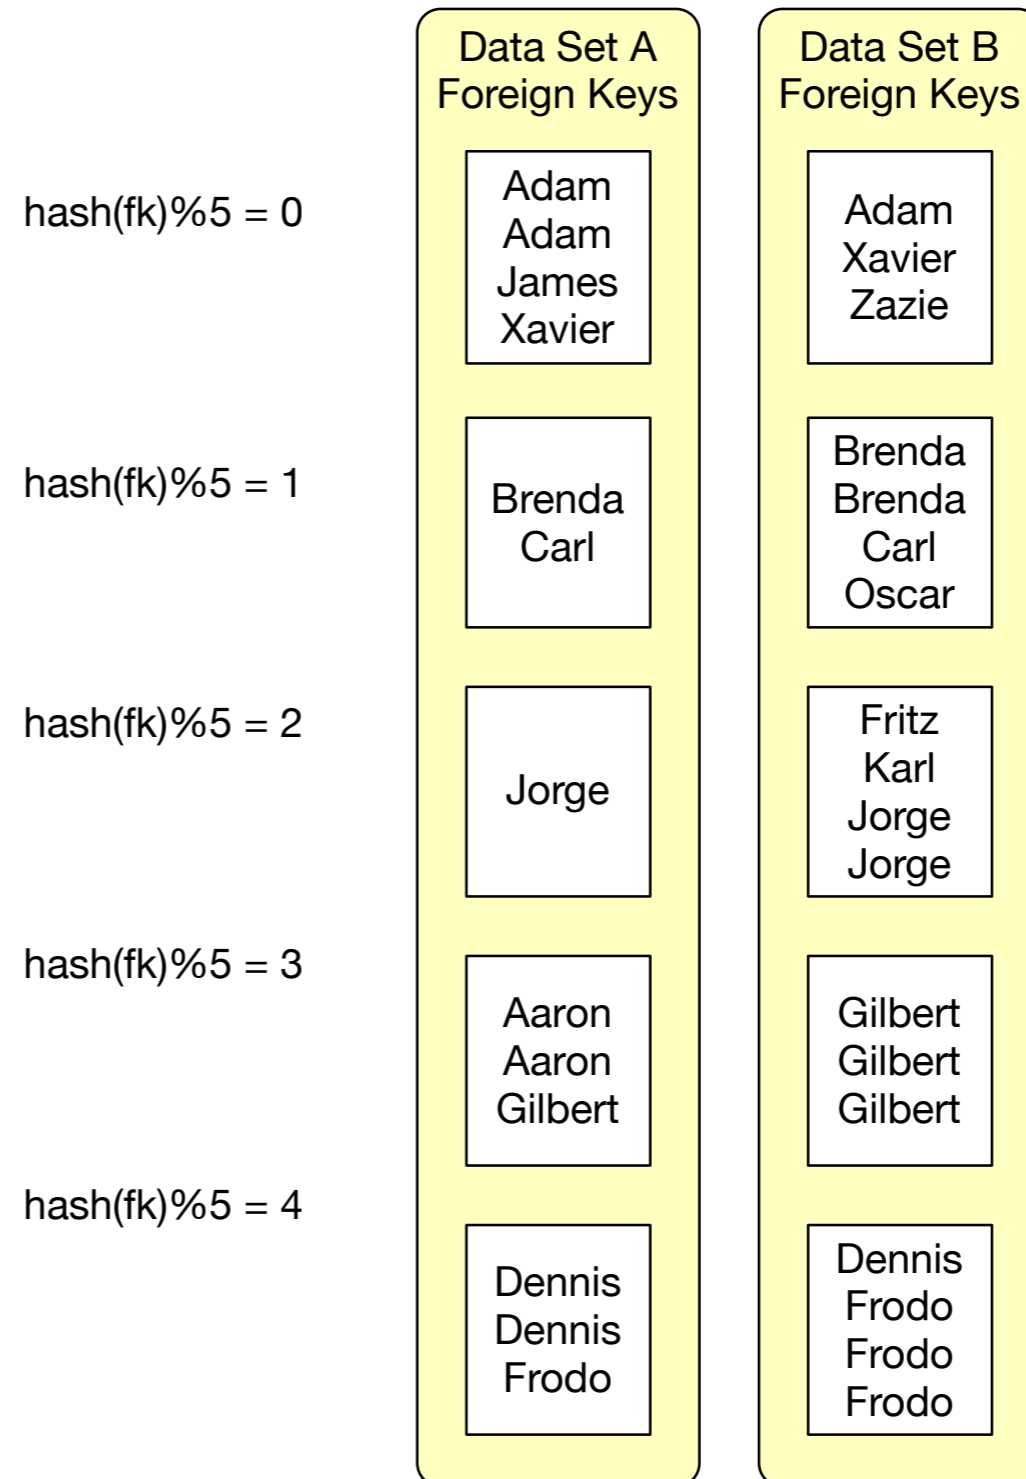 Data Set A
Foreign Keys
Data Set B
Foreign Keys
hash(fk)%5 = 0
Adam
Adam
James
Xavier
Adam
Xavier
Zazie
hash(fk)%5 = 1
Brenda
Carl
Brenda
Brenda
Carl
Oscar
hash(fk)%5 = 2
Jorge
Fritz
Karl
Jorge
Jorge
hash(fk)%5 = 3
Aaron
Aaron
Gilbert
Gilbert
Gilbert
Gilbert
hash(fk)%5 = 4
Dennis
Dennis
Frodo
Dennis
Frodo
Frodo
Frodo